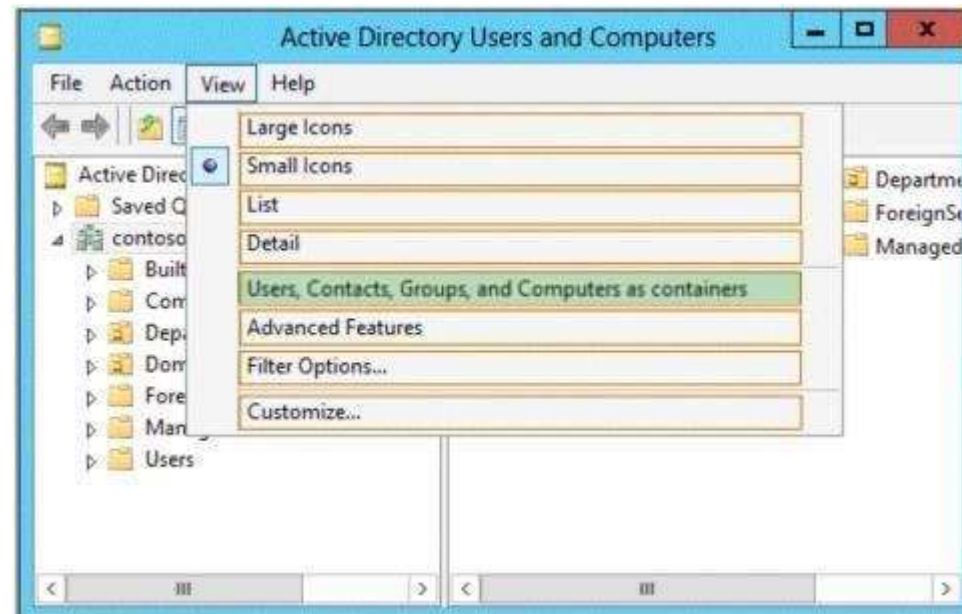 Active Directory Users and Computers
File Action View Help
Large Icons
Small Icons
List
Detail
Users, Contacts, Groups, and Computers as containers
Advanced Features
Filter Options...
Customize...
Active Direc
Saved Q
contoso
Built
Com
Depa
Dom
Fore
Man
Users
Departme
ForeignSe
Managed